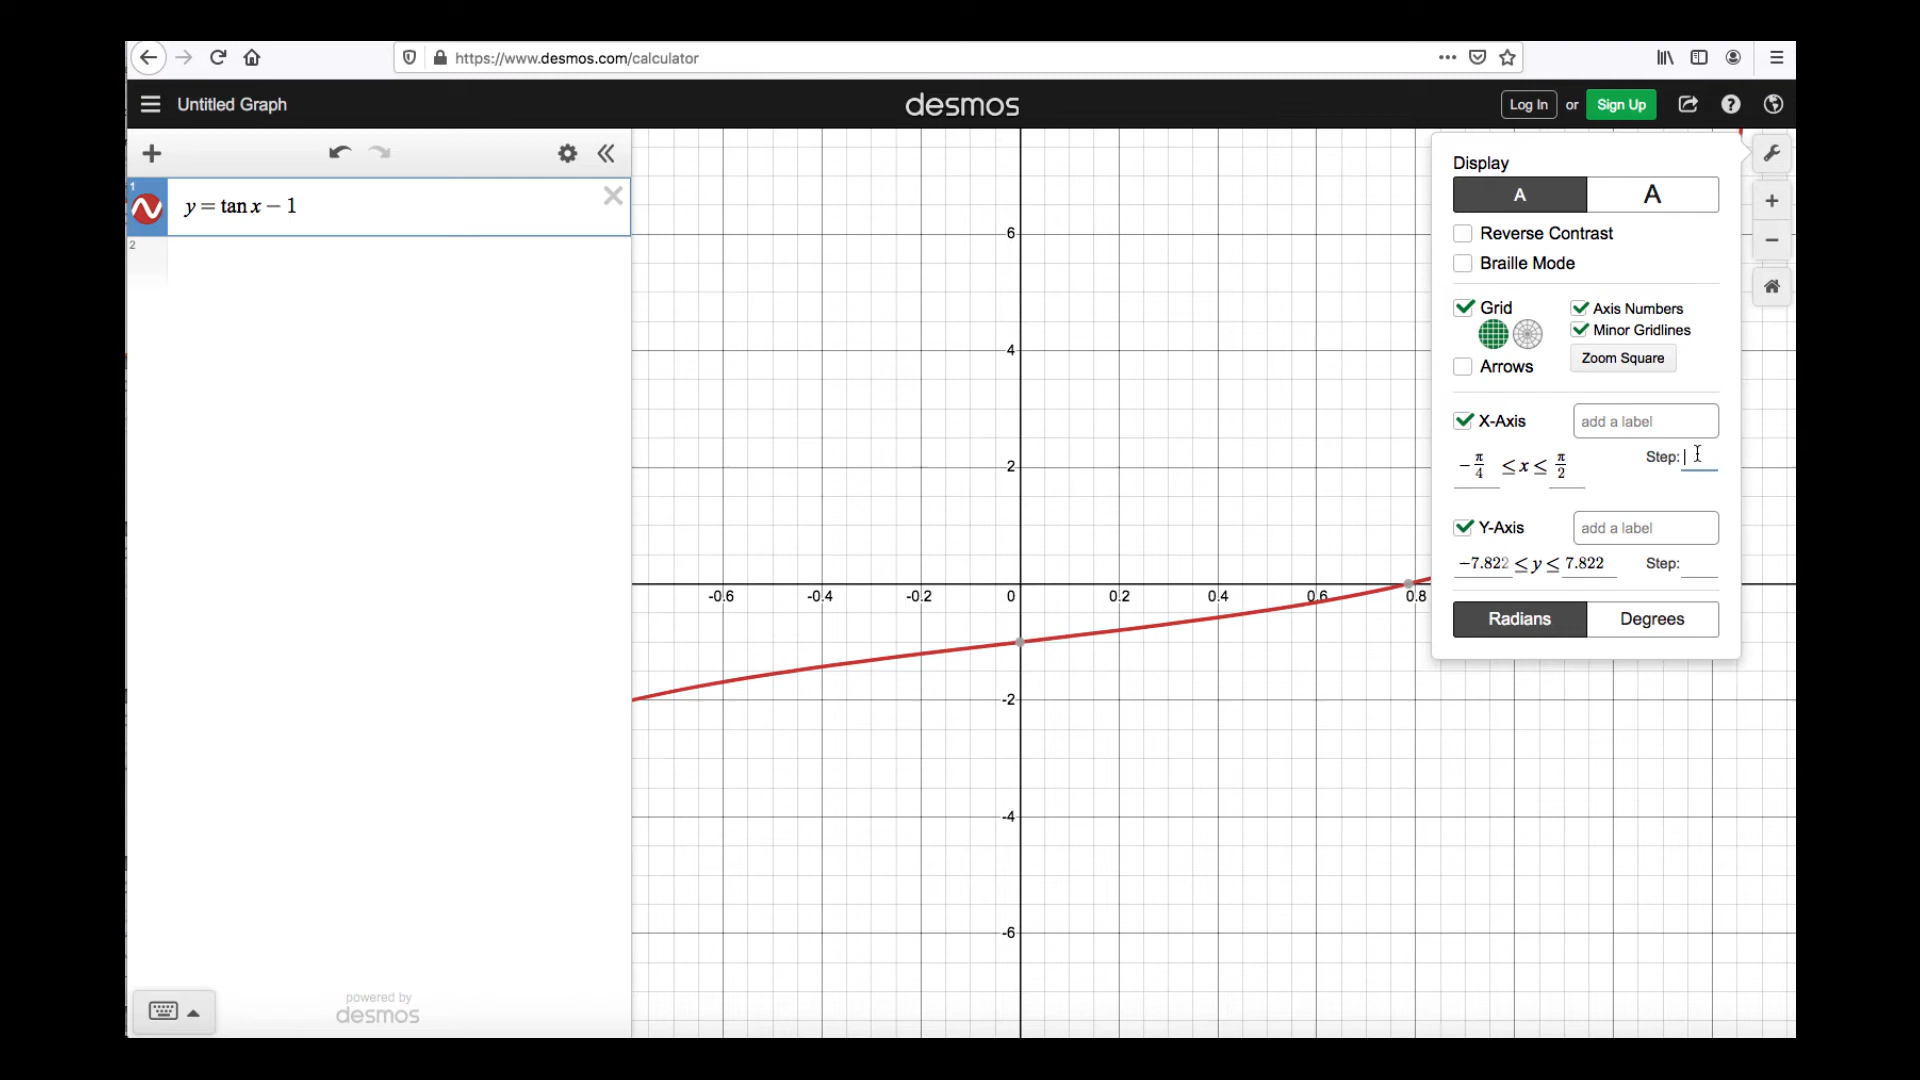 https://www.desmos.com/calculator
Untitled Graph
desmos
Log In or Sign Up
1
y = tan x − 1
2
Display
A A
Reverse Contrast
Braille Mode
Grid
Axis Numbers
Minor Gridlines
Arrows
Zoom Square
X-Axis
add a label
−π/4 ≤ x ≤ π/2
Step:
Y-Axis
add a label
−7.822 ≤ y ≤ 7.822
Step:
Radians
Degrees
6
4
2
-0.6 -0.4 -0.2 0 0.2 0.4 0.6 0.8
-2
-4
-6
powered by
desmos